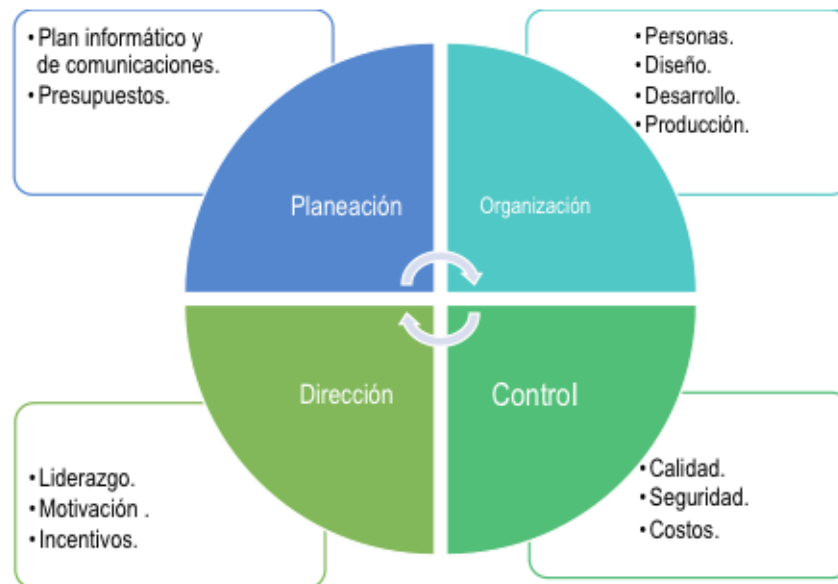 • Plan informático y
de comunicaciones.
• Presupuestos.
• Personas.
• Diseño.
• Desarrollo.
• Producción.
Planeación
Organización
Dirección
Control
• Liderazgo.
• Motivación .
• Incentivos.
• Calidad.
• Seguridad.
• Costos.